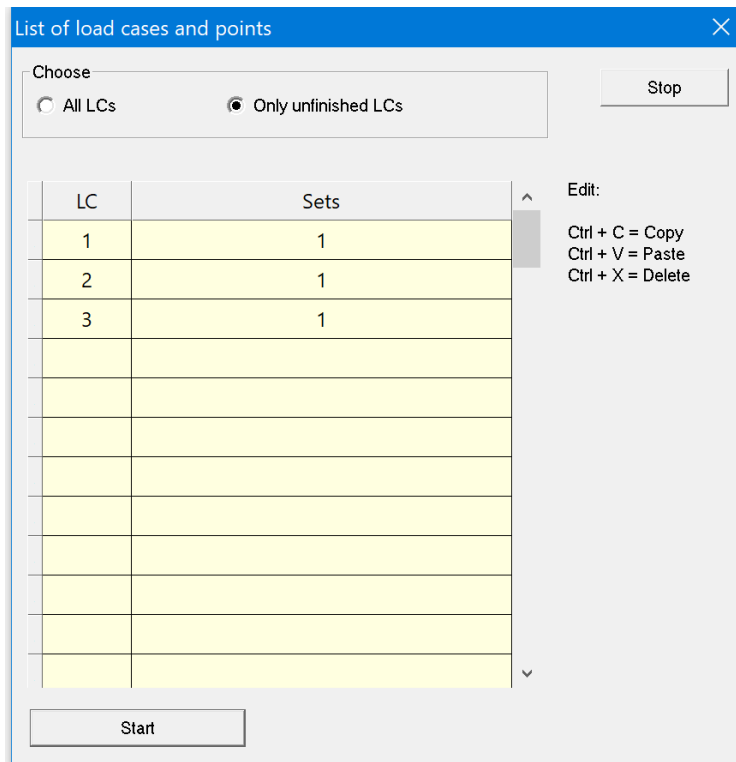 List of load cases and points
Choose
All LCs
Only unfinished LCs
Stop
LC Sets
1 1
2 1
3 1
Edit:
Ctrl + C = Copy
Ctrl + V = Paste
Ctrl + X = Delete
Start